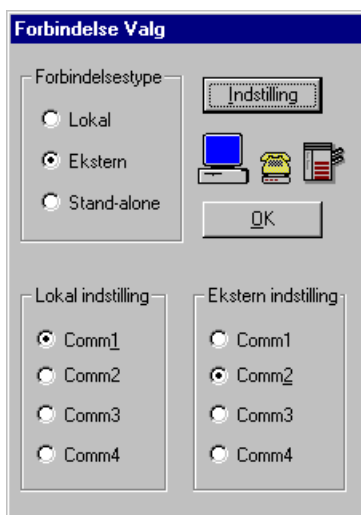 Forbindelse Valg
Forbindelsestype
Lokal
Ekstern
Stand-alone
Indstilling
OK
Lokal indstilling
Comm1
Comm2
Comm3
Comm4
Ekstern indstilling
Comm1
Comm2
Comm3
Comm4